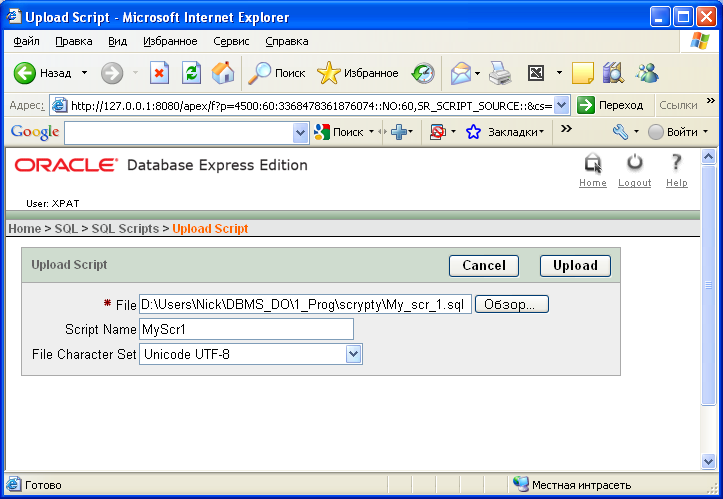 Upload Script - Microsoft Internet Explorer
Файл Правка Вид Избранное Сервис Справка
Назад Поиск Избранное
Адрес: http://127.0.0.1:8080/apex/f?p=4500:60:3368478361876074::NO:60,SR_SCRIPT_SOURCE::&cs= Переход Ссылки »
Google Поиск Закладки » Войти
ORACLE Database Express Edition
Home Logout Help
User: XPAT
Home > SQL > SQL Scripts > Upload Script
Upload Script Cancel Upload
* File D:\Users\Nick\DBMS_DO\1_Prog\scrypty\My_scr_1.sql Обзор...
Script Name MyScr1
File Character Set Unicode UTF-8
Готово Местная интрасеть